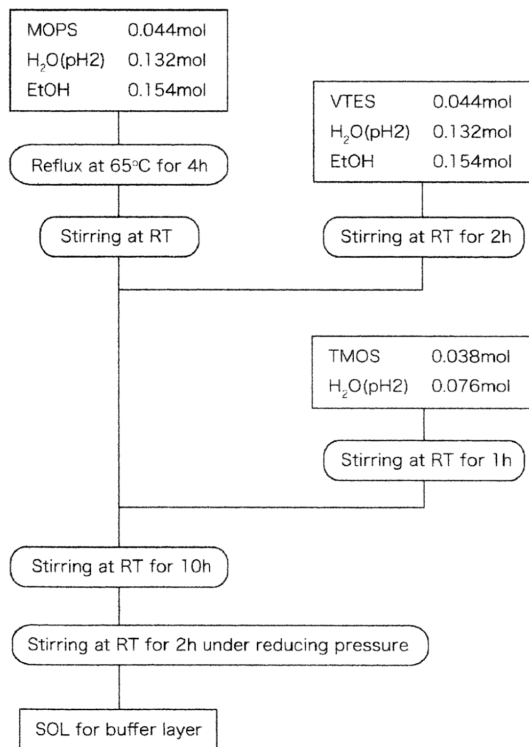 MOPS 0.044mol
H₂O(pH2) 0.132mol
EtOH 0.154mol
Reflux at 65°C for 4h
Stirring at RT
VTES 0.044mol
H₂O(pH2) 0.132mol
EtOH 0.154mol
Stirring at RT for 2h
TMOS 0.038mol
H₂O(pH2) 0.076mol
Stirring at RT for 1h
Stirring at RT for 10h
Stirring at RT for 2h under reducing pressure
SOL for buffer layer